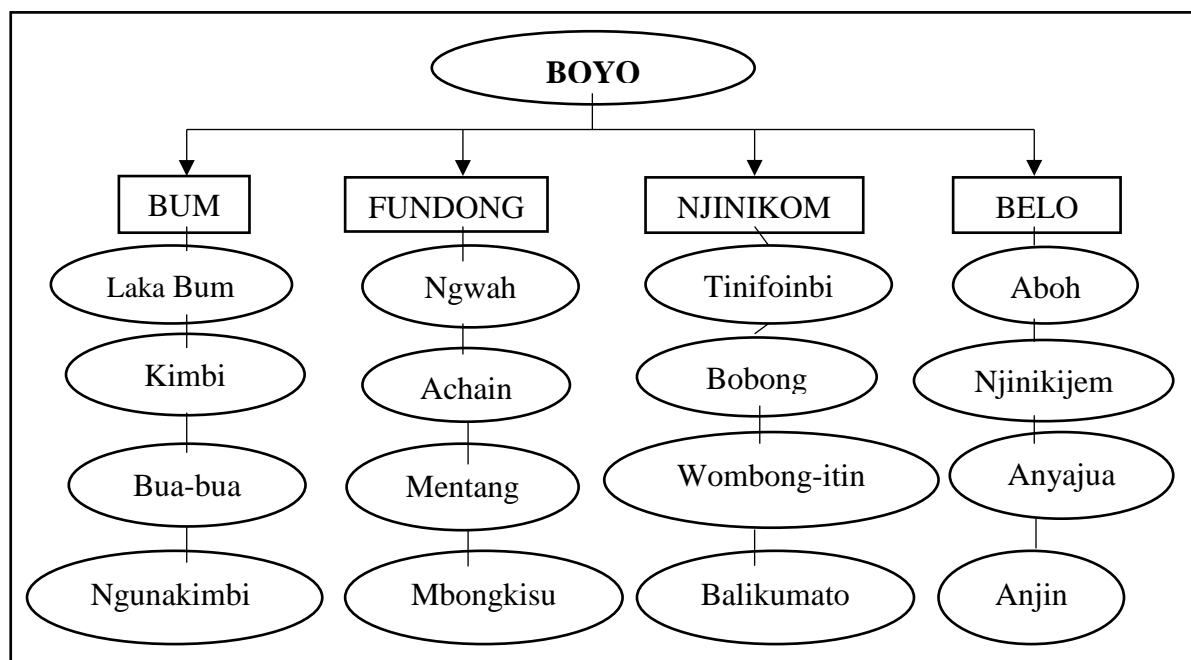 BOYO
BUM
FUNDONG
NJINIKOM
BELO
Laka Bum
Ngwah
Tinifoinbi
Aboh
Kimbi
Achain
Bobong
Njinikijem
Bua-bua
Mentang
Wombong-itin
Anyajua
Ngunakimbi
Mbongkisu
Balikumato
Anjin